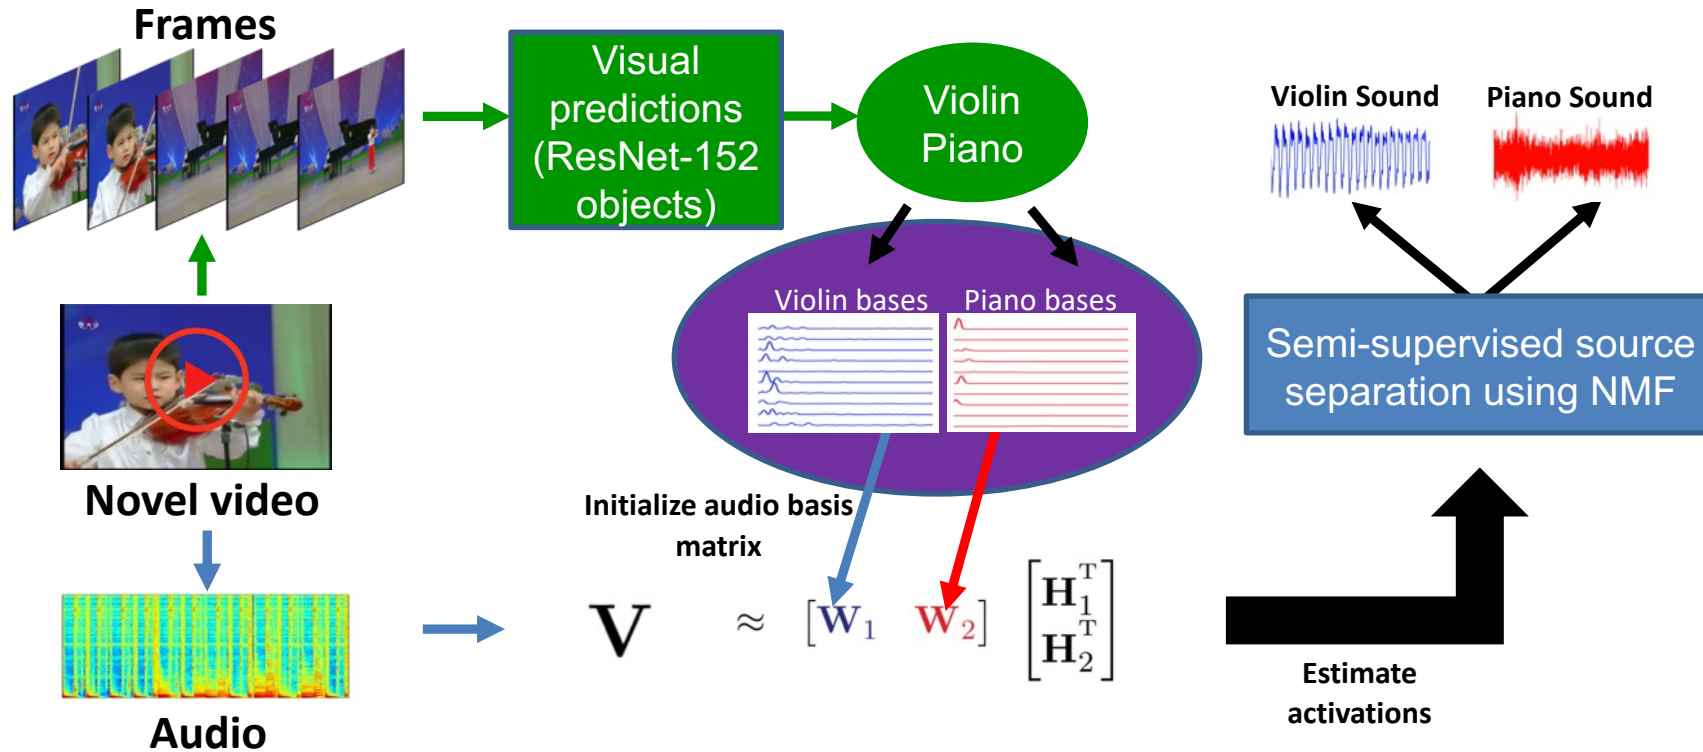 Frames
Visual
predictions
(ResNet-152
objects)
Violin
Piano
Violin Sound
Piano Sound
Violin bases
Piano bases
Semi-supervised source
separation using NMF
Novel video
Initialize audio basis
matrix
V ≈ [W₁ W₂] [H₁ᵀ
H₂ᵀ]
Estimate
activations
Audio